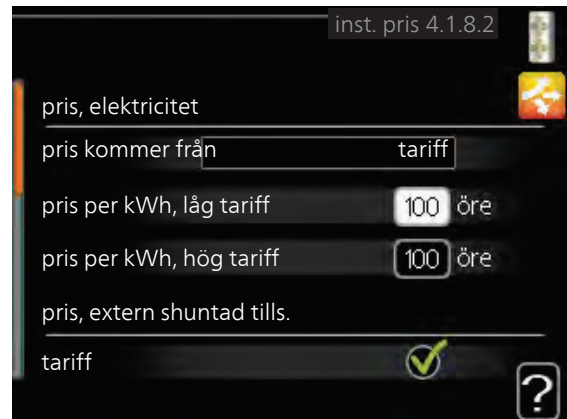 inst. pris 4.1.8.2
pris, elektricitet
pris kommer från tariff
pris per kWh, låg tariff 100 öre
pris per kWh, hög tariff 100 öre
pris, extern shuntad tills.
tariff
?